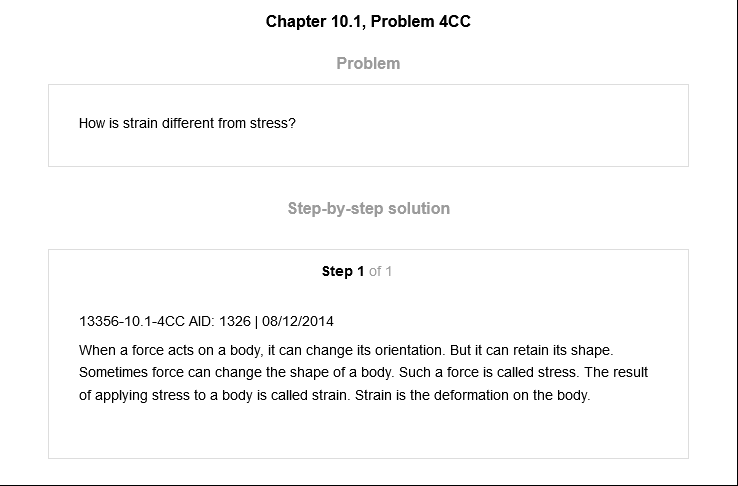 Chapter 10.1, Problem 4CC
Problem
How is strain different from stress?
Step-by-step solution
Step 1 of 1
13356-10.1-4CC AID: 1326 | 08/12/2014
When a force acts on a body, it can change its orientation. But it can retain its shape.
Sometimes force can change the shape of a body. Such a force is called stress. The result
of applying stress to a body is called strain. Strain is the deformation on the body.